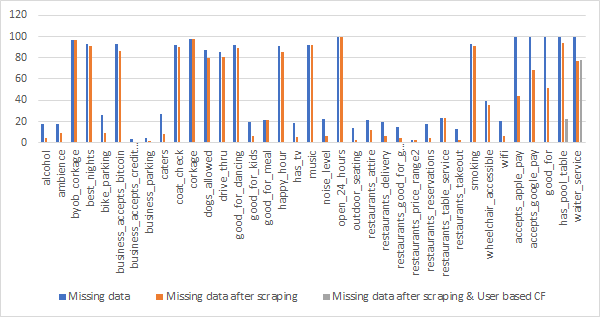 120
100
80
60
40
20
0
alcohol
ambience
byob_corkage
best_nights
bike_parking
business_accepts_bitcoin
business_accepts_credit…
business_parking
caters
coat_check
corkage
dogs_allowed
drive_thru
good_for_dancing
good_for_kids
good_for_meal
happy_hour
has_tv
music
noise_level
open_24_hours
outdoor_seating
restaurants_attire
restaurants_delivery
restaurants_good_for_g…
restaurants_price_range2
restaurants_reservations
restaurants_table_service
restaurants_takeout
smoking
wheelchair_accessible
wifi
accepts_apple_pay
accepts_google_pay
good_for
has_pool_table
waiter_service
Missing data Missing data after scraping Missing data after scraping & User based CF